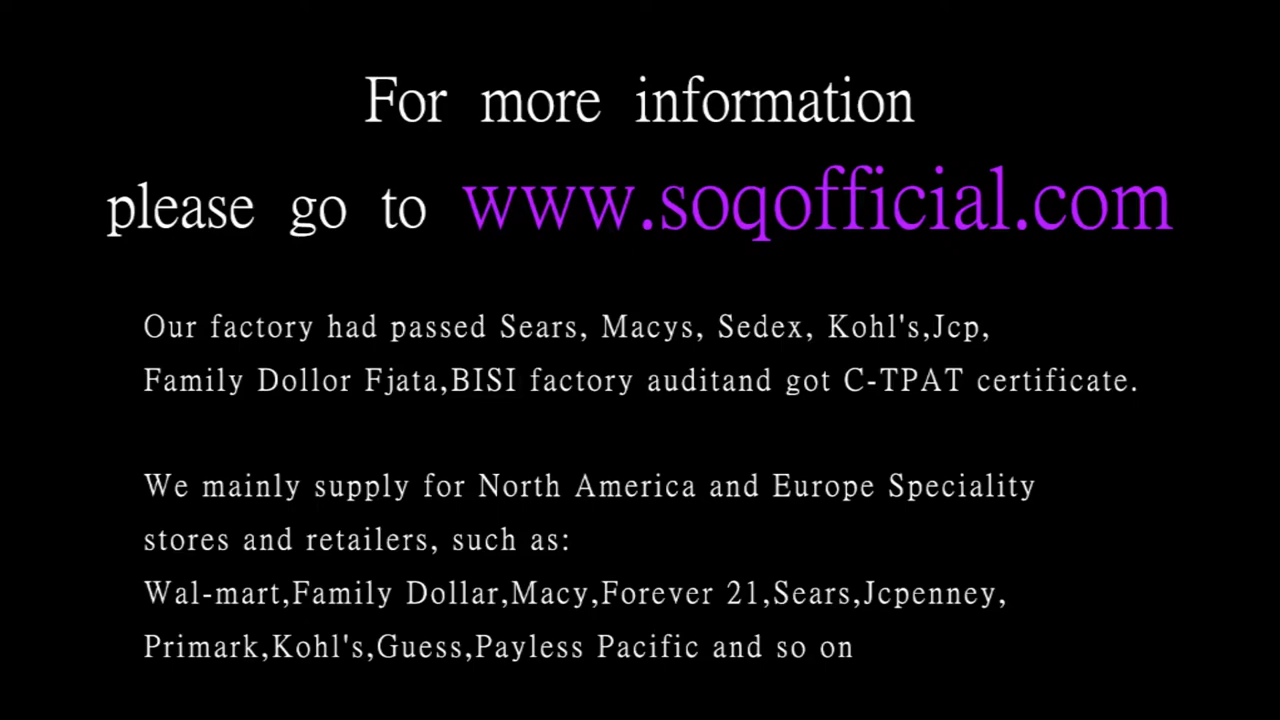 For more information
please go to www.soqofficial.com
Our factory had passed Sears, Macys, Sedex, Kohl's,Jcp,
Family Dollor Fjata,BISI factory auditand got C-TPAT certificate.
We mainly supply for North America and Europe Speciality
stores and retailers, such as:
Wal-mart,Family Dollar,Macy,Forever 21,Sears,Jcpenney,
Primark,Kohl's,Guess,Payless Pacific and so on